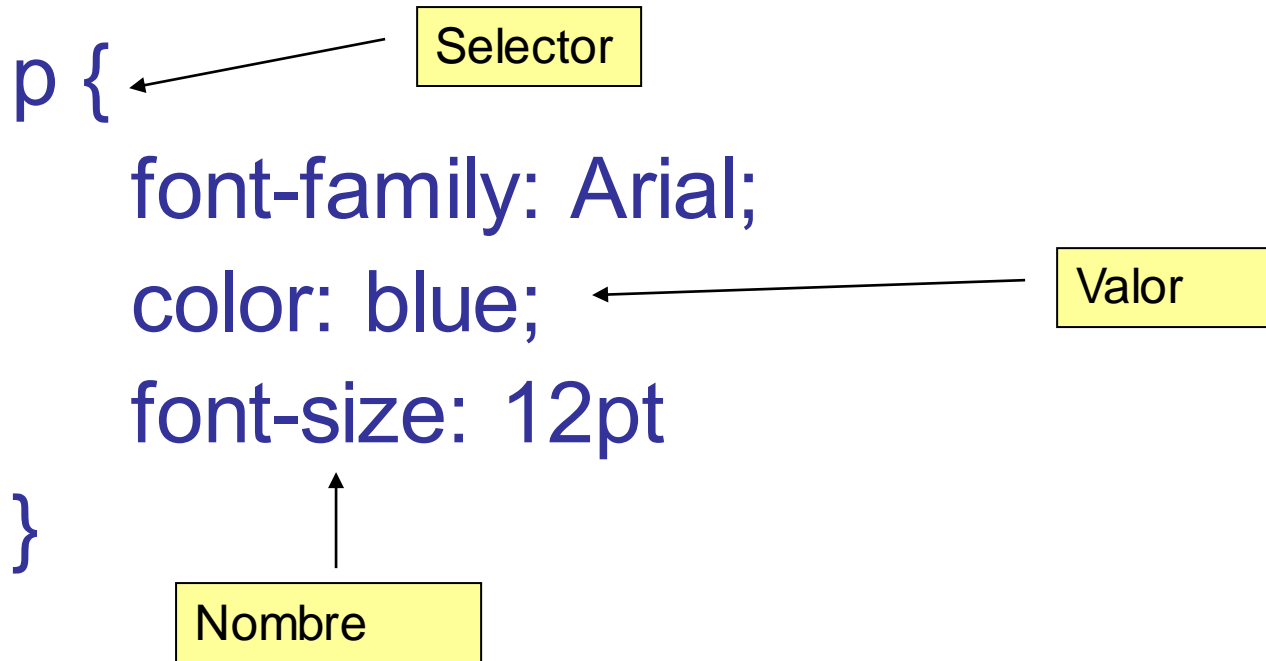 Selector
p {
font-family: Arial;
color: blue;
Valor
font-size: 12pt
}
Nombre